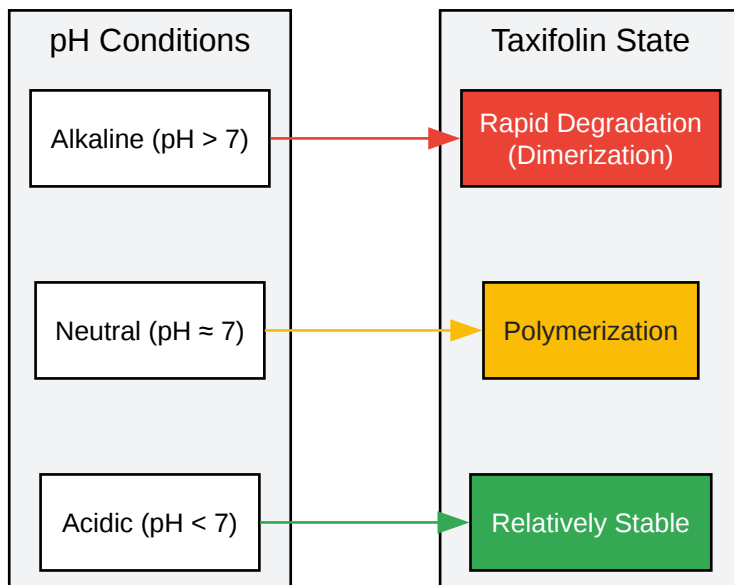 pH Conditions
Taxifolin State
Alkaline (pH > 7)
Rapid Degradation
(Dimerization)
Neutral (pH ≈ 7)
Polymerization
Acidic (pH < 7)
Relatively Stable